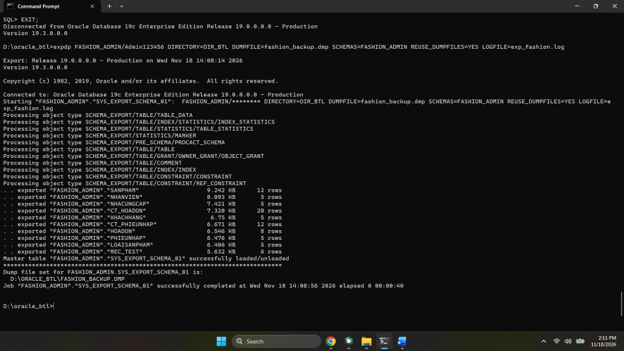 Command Prompt
SQL> EXIT;
Disconnected from Oracle Database 19c Enterprise Edition Release 19.0.0.0.0 - Production
Version 19.3.0.0.0
D:\oracle_btl>expdp FASHION_ADMIN/Admin123456 DIRECTORY=DIR_BTL DUMPFILE=fashion_backup.dmp SCHEMAS=FASHION_ADMIN REUSE_DUMPFILES=YES LOGFILE=exp_fashion.log
Export: Release 19.0.0.0.0 - Production on Wed Nov 18 14:08:14 2026
Version 19.3.0.0.0
Copyright (c) 1982, 2019, Oracle and/or its affiliates.  All rights reserved.
Connected to: Oracle Database 19c Enterprise Edition Release 19.0.0.0.0 - Production
Starting "FASHION_ADMIN"."SYS_EXPORT_SCHEMA_01":  FASHION_ADMIN/******** DIRECTORY=DIR_BTL DUMPFILE=fashion_backup.dmp SCHEMAS=FASHION_ADMIN REUSE_DUMPFILES=YES LOGFILE=e
xp_fashion.log
Processing object type SCHEMA_EXPORT/TABLE/TABLE_DATA
Processing object type SCHEMA_EXPORT/TABLE/INDEX/STATISTICS/INDEX_STATISTICS
Processing object type SCHEMA_EXPORT/TABLE/STATISTICS/TABLE_STATISTICS
Processing object type SCHEMA_EXPORT/STATISTICS/MARKER
Processing object type SCHEMA_EXPORT/PRE_SCHEMA/PROCACT_SCHEMA
Processing object type SCHEMA_EXPORT/TABLE/TABLE
Processing object type SCHEMA_EXPORT/TABLE/GRANT/OWNER_GRANT/OBJECT_GRANT
Processing object type SCHEMA_EXPORT/TABLE/COMMENT
Processing object type SCHEMA_EXPORT/TABLE/INDEX/INDEX
Processing object type SCHEMA_EXPORT/TABLE/CONSTRAINT/CONSTRAINT
Processing object type SCHEMA_EXPORT/TABLE/CONSTRAINT/REF_CONSTRAINT
. . exported "FASHION_ADMIN"."SANPHAM" 9.242 KB 12 rows
. . exported "FASHION_ADMIN"."NHANVIEN" 8.093 KB 5 rows
. . exported "FASHION_ADMIN"."NHACUNGCAP" 7.421 KB 5 rows
. . exported "FASHION_ADMIN"."CT_HOADON" 7.320 KB 20 rows
. . exported "FASHION_ADMIN"."KHACHHANG" 6.75 KB 5 rows
. . exported "FASHION_ADMIN"."CT_PHIEUNHAP" 6.671 KB 12 rows
. . exported "FASHION_ADMIN"."HOADON" 6.546 KB 8 rows
. . exported "FASHION_ADMIN"."PHIEUNHAP" 6.476 KB 5 rows
. . exported "FASHION_ADMIN"."LOAISANPHAM" 6.406 KB 5 rows
. . exported "FASHION_ADMIN"."REC_TEST" 5.632 KB 6 rows
Master table "FASHION_ADMIN"."SYS_EXPORT_SCHEMA_01" successfully loaded/unloaded
******************************************************************************
Dump file set for FASHION_ADMIN.SYS_EXPORT_SCHEMA_01 is:
D:\ORACLE_BTL\FASHION_BACKUP.DMP
Job "FASHION_ADMIN"."SYS_EXPORT_SCHEMA_01" successfully completed at Wed Nov 18 14:08:56 2026 elapsed 0 00:00:40
D:\oracle_btl>
Search
2:11 PM
11/18/2026